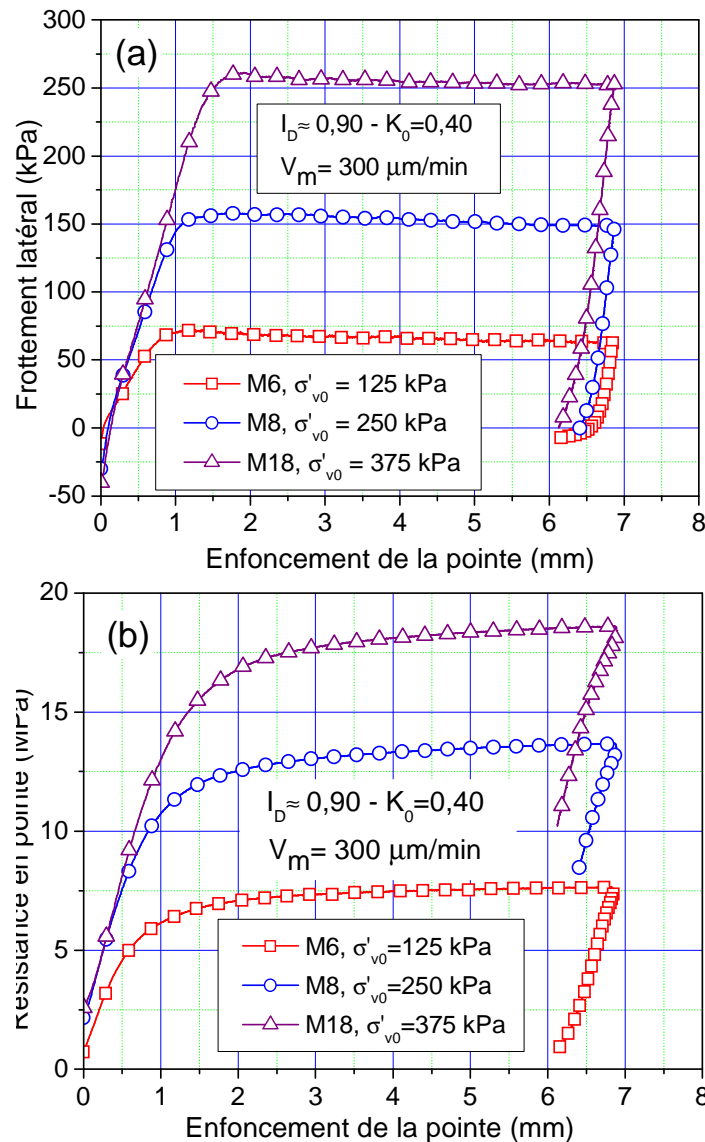 (a)
300
250
200
150
100
50
0
-50
Frottement latéral (kPa)
I_D≈ 0,90 - K_0=0,40
V_m= 300 µm/min
M6, σ'_v0 = 125 kPa
M8, σ'_v0 = 250 kPa
M18, σ'_v0 = 375 kPa
0 1 2 3 4 5 6 7 8
Enfoncement de la pointe (mm)
(b)
20
15
10
5
0
Résistance en pointe (MPa)
I_D≈ 0,90 - K_0=0,40
V_m= 300 µm/min
M6, σ'_v0=125 kPa
M8, σ'_v0=250 kPa
M18, σ'_v0=375 kPa
0 1 2 3 4 5 6 7 8
Enfoncement de la pointe (mm)